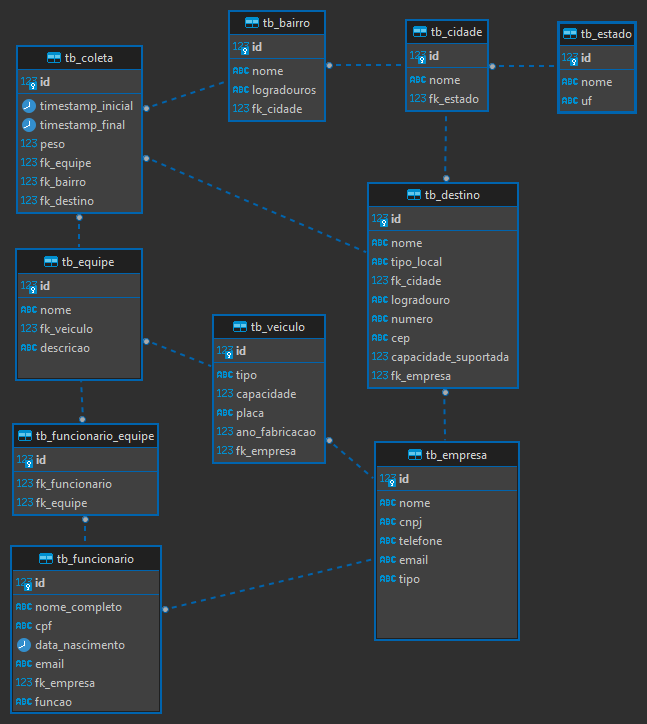 tb_coleta
123 id
timestamp_inicial
timestamp_final
123 peso
123 fk_equipe
123 fk_bairro
123 fk_destino
tb_bairro
123 id
ABC nome
ABC logradouros
123 fk_cidade
tb_cidade
123 id
ABC nome
123 fk_estado
tb_estado
123 id
ABC nome
ABC uf
tb_destino
123 id
ABC nome
ABC tipo_local
123 fk_cidade
ABC logradouro
ABC numero
ABC cep
123 capacidade_suportada
123 fk_empresa
tb_equipe
123 id
ABC nome
123 fk_veiculo
ABC descricao
tb_veiculo
123 id
ABC tipo
123 capacidade
ABC placa
123 ano_fabricacao
123 fk_empresa
tb_funcionario_equipe
123 id
123 fk_funcionario
123 fk_equipe
tb_empresa
123 id
ABC nome
ABC cnpj
ABC telefone
ABC email
ABC tipo
tb_funcionario
123 id
ABC nome_completo
ABC cpf
data_nascimento
ABC email
123 fk_empresa
ABC funcao